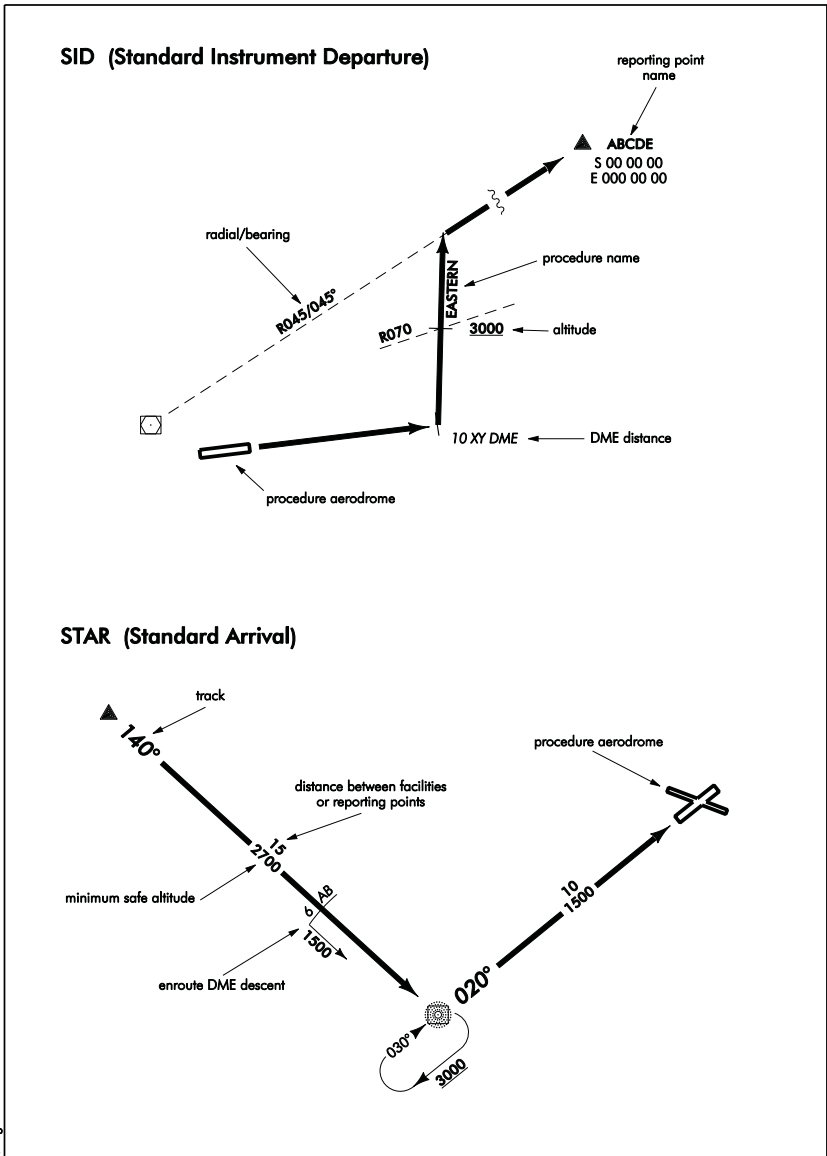 SID (Standard Instrument Departure)
reporting point
name
ABCDE
S 00 00 00
E 000 00 00
radial/bearing
procedure name
EASTERN
R045/045°
R070
3000
altitude
10 XY DME
DME distance
procedure aerodrome
STAR (Standard Arrival)
track
140°
procedure aerodrome
distance between facilities
or reporting points
15
2700
minimum safe altitude
6 AB
1500
10
1500
enroute DME descent
020°
030°
3000